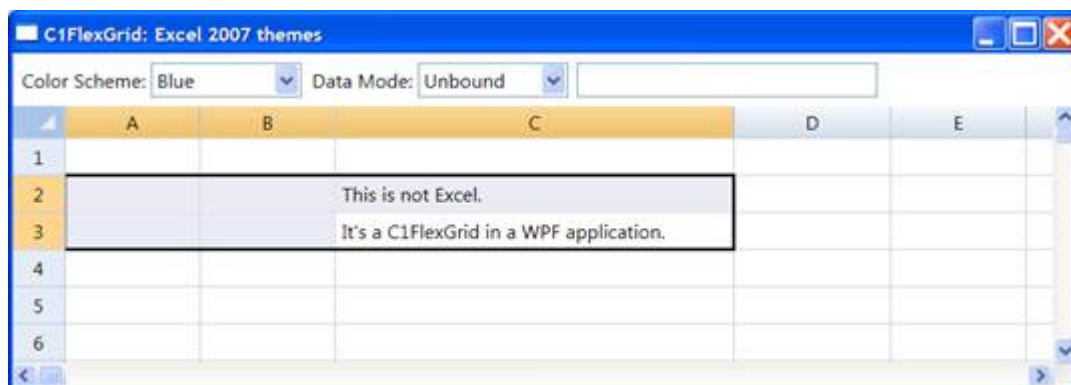 C1FlexGrid: Excel 2007 themes
Color Scheme: Blue Data Mode: Unbound
A B C D E
1
2 This is not Excel.
3 It's a C1FlexGrid in a WPF application.
4
5
6